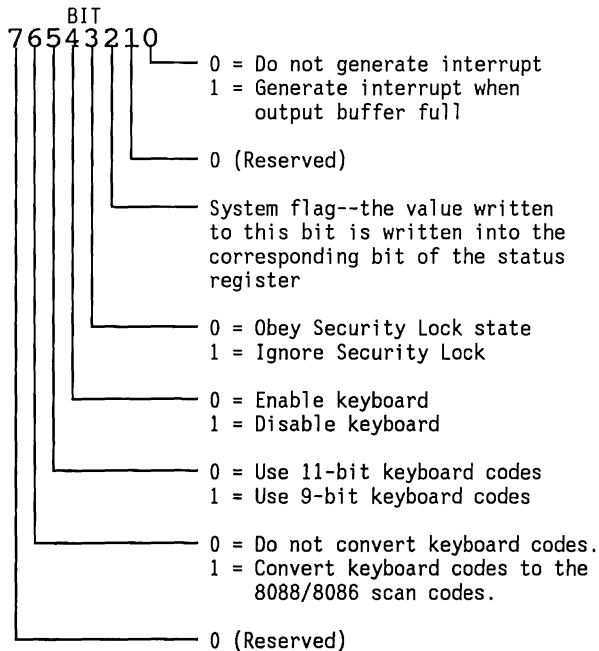 BIT
76543210
0 = Do not generate interrupt
1 = Generate interrupt when
output buffer full
0 (Reserved)
System flag--the value written
to this bit is written into the
corresponding bit of the status
register
0 = Obey Security Lock state
1 = Ignore Security Lock
0 = Enable keyboard
1 = Disable keyboard
0 = Use 11-bit keyboard codes
1 = Use 9-bit keyboard codes
0 = Do not convert keyboard codes.
1 = Convert keyboard codes to the
8088/8086 scan codes.
0 (Reserved)